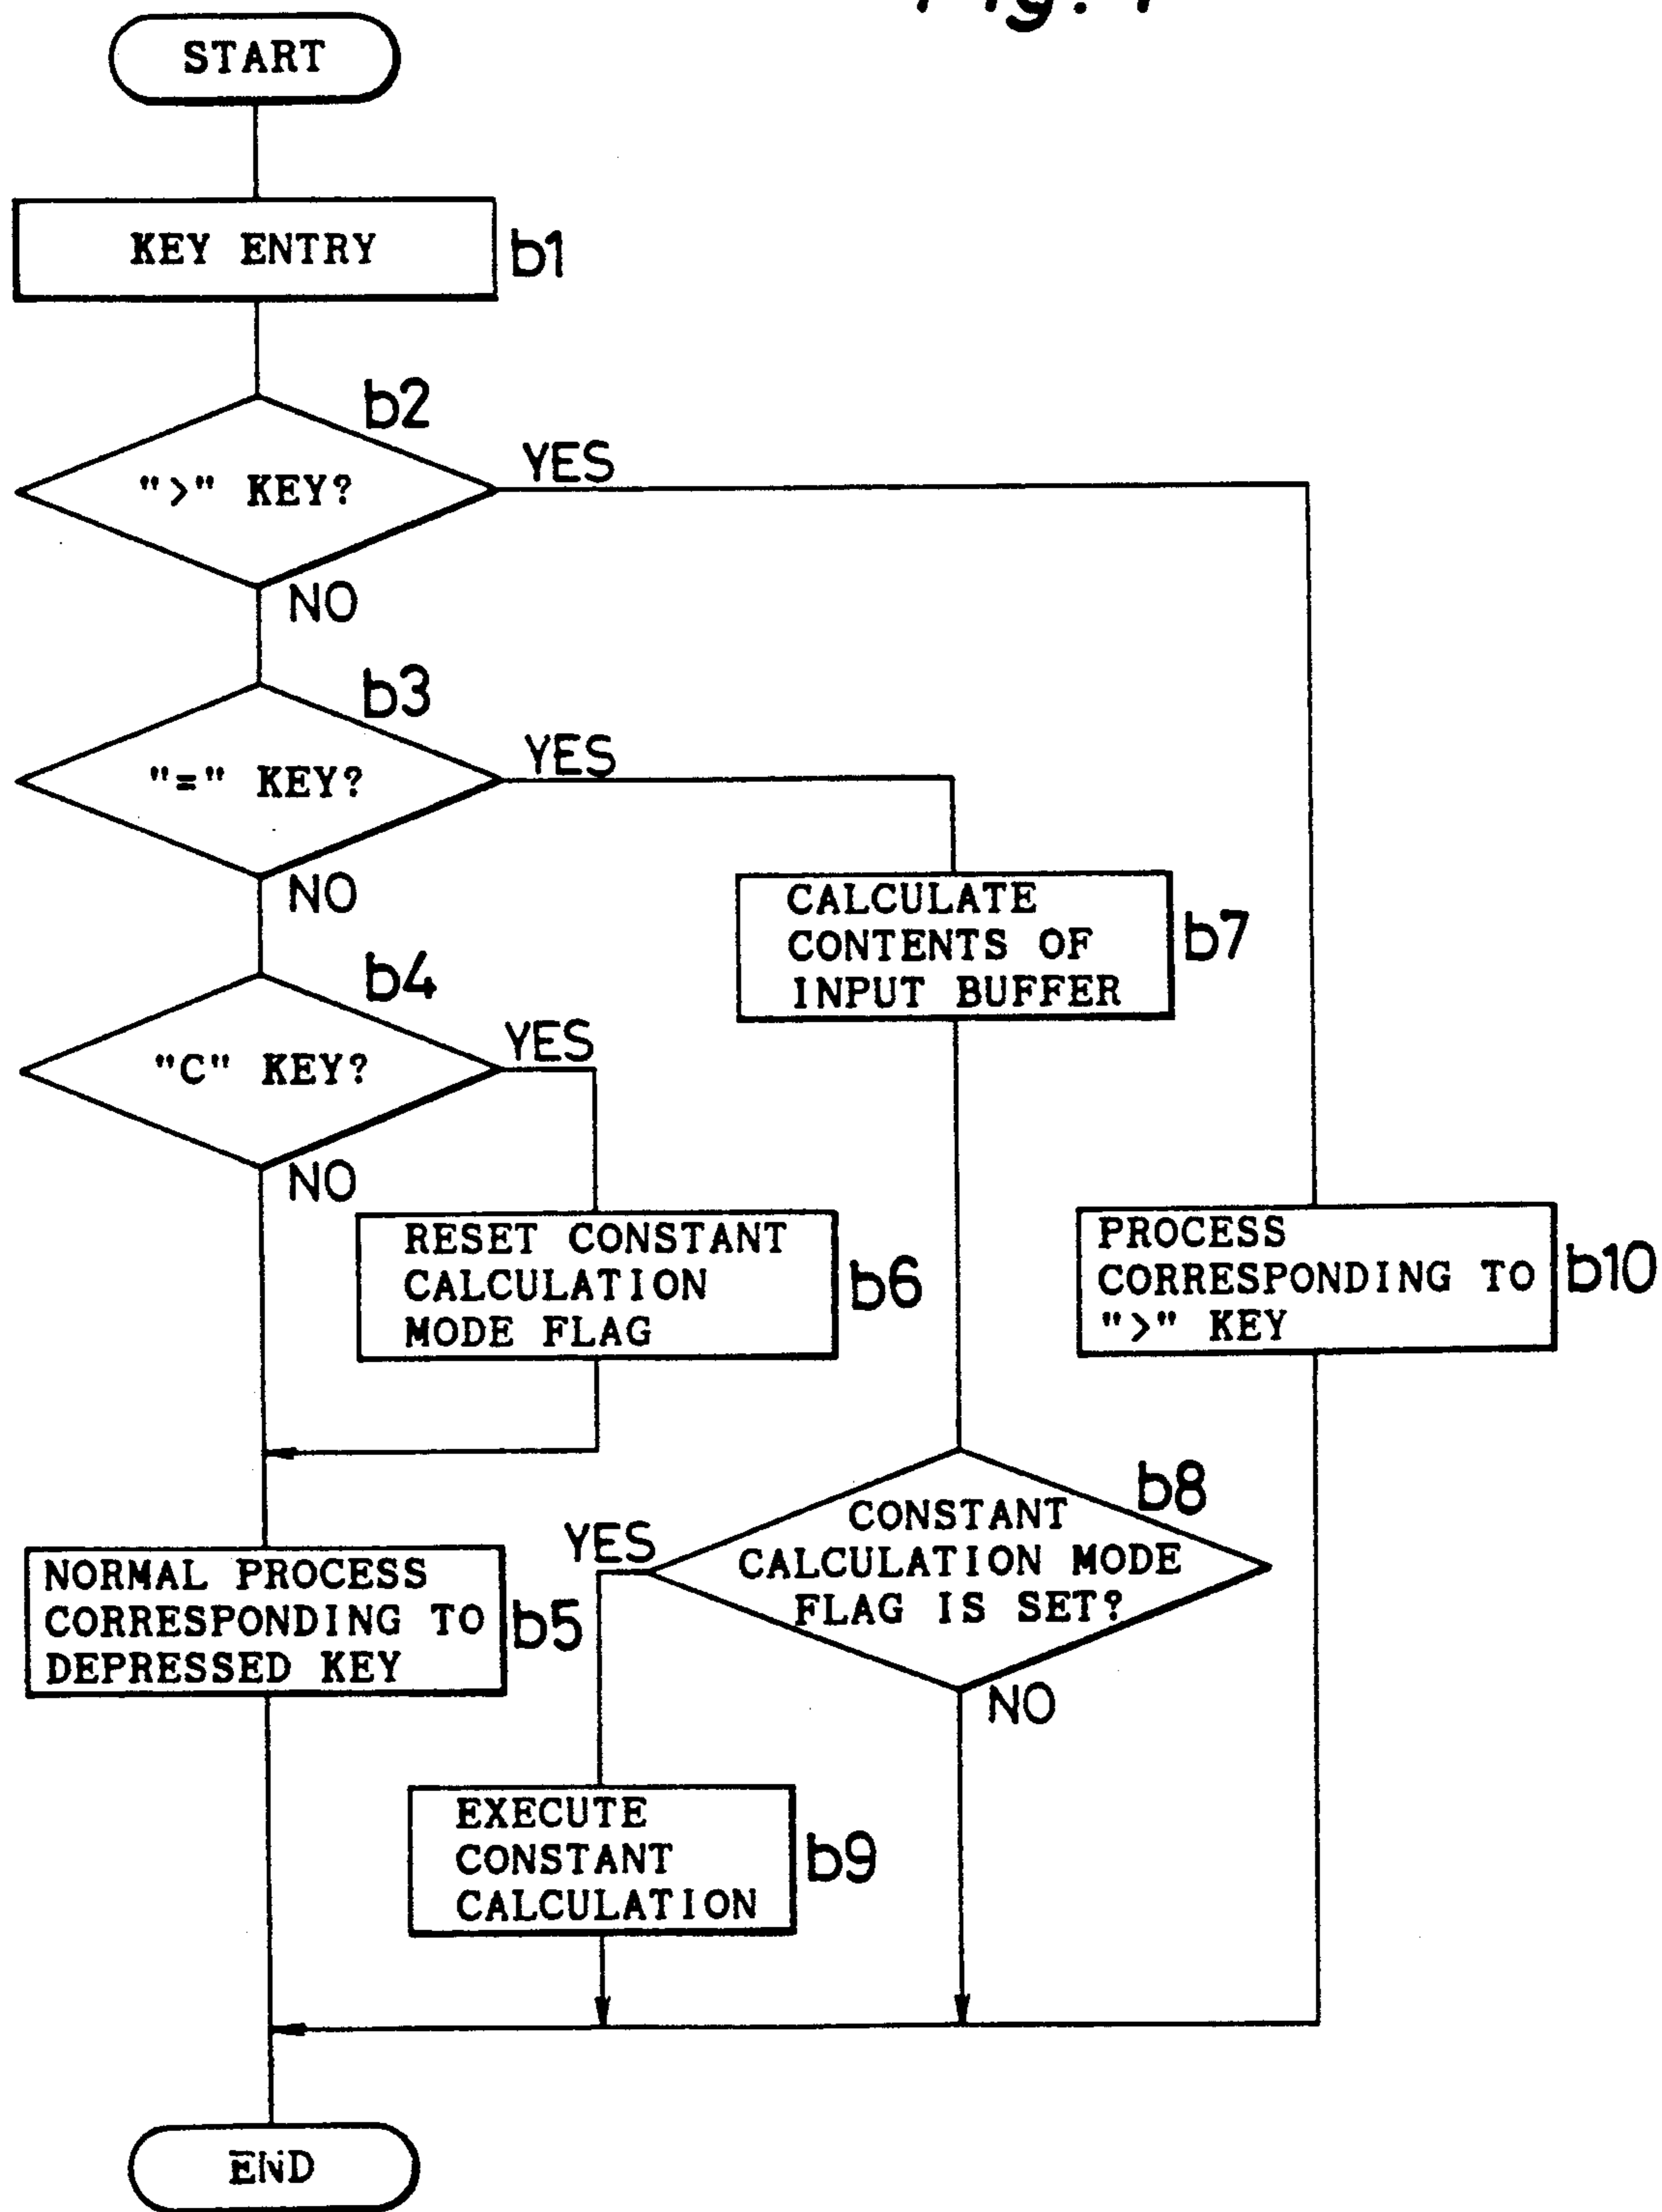 START
KEY ENTRY
b1
b2
">" KEY?
YES
NO
b3
"=" KEY?
YES
NO
CALCULATE
CONTENTS OF
INPUT BUFFER
b7
b4
"C" KEY?
YES
NO
RESET CONSTANT
CALCULATION
MODE FLAG
b6
PROCESS
CORRESPONDING TO
">" KEY
b10
b8
CONSTANT
CALCULATION MODE
FLAG IS SET?
YES
NO
NORMAL PROCESS
CORRESPONDING TO
DEPRESSED KEY
b5
EXECUTE
CONSTANT
CALCULATION
b9
END